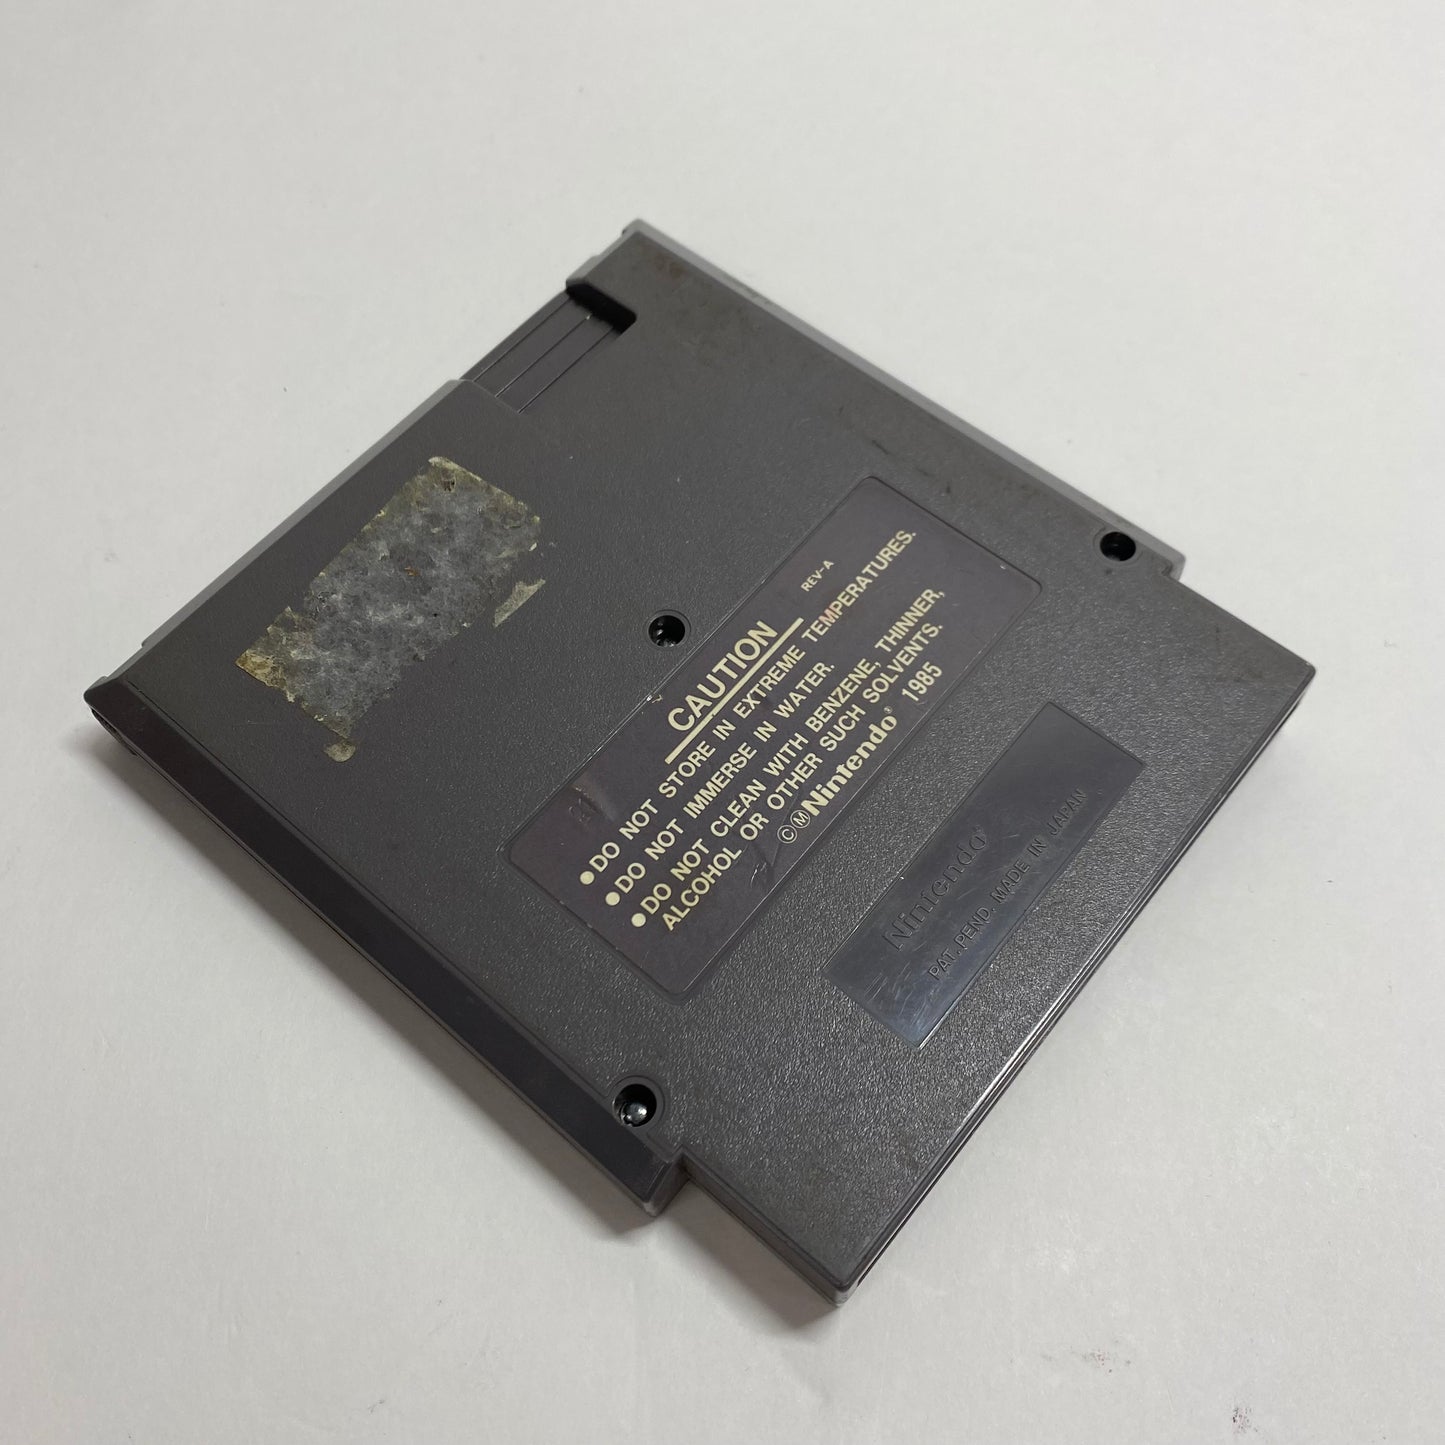 CAUTION
REV-A
●DO NOT STORE IN EXTREME TEMPERATURES.
●DO NOT IMMERSE IN WATER.
●DO NOT CLEAN WITH BENZENE, THINNER,
ALCOHOL OR OTHER SUCH SOLVENTS.
©ⓂNintendo® 1985
Nintendo®
PAT. PEND. MADE IN JAPAN